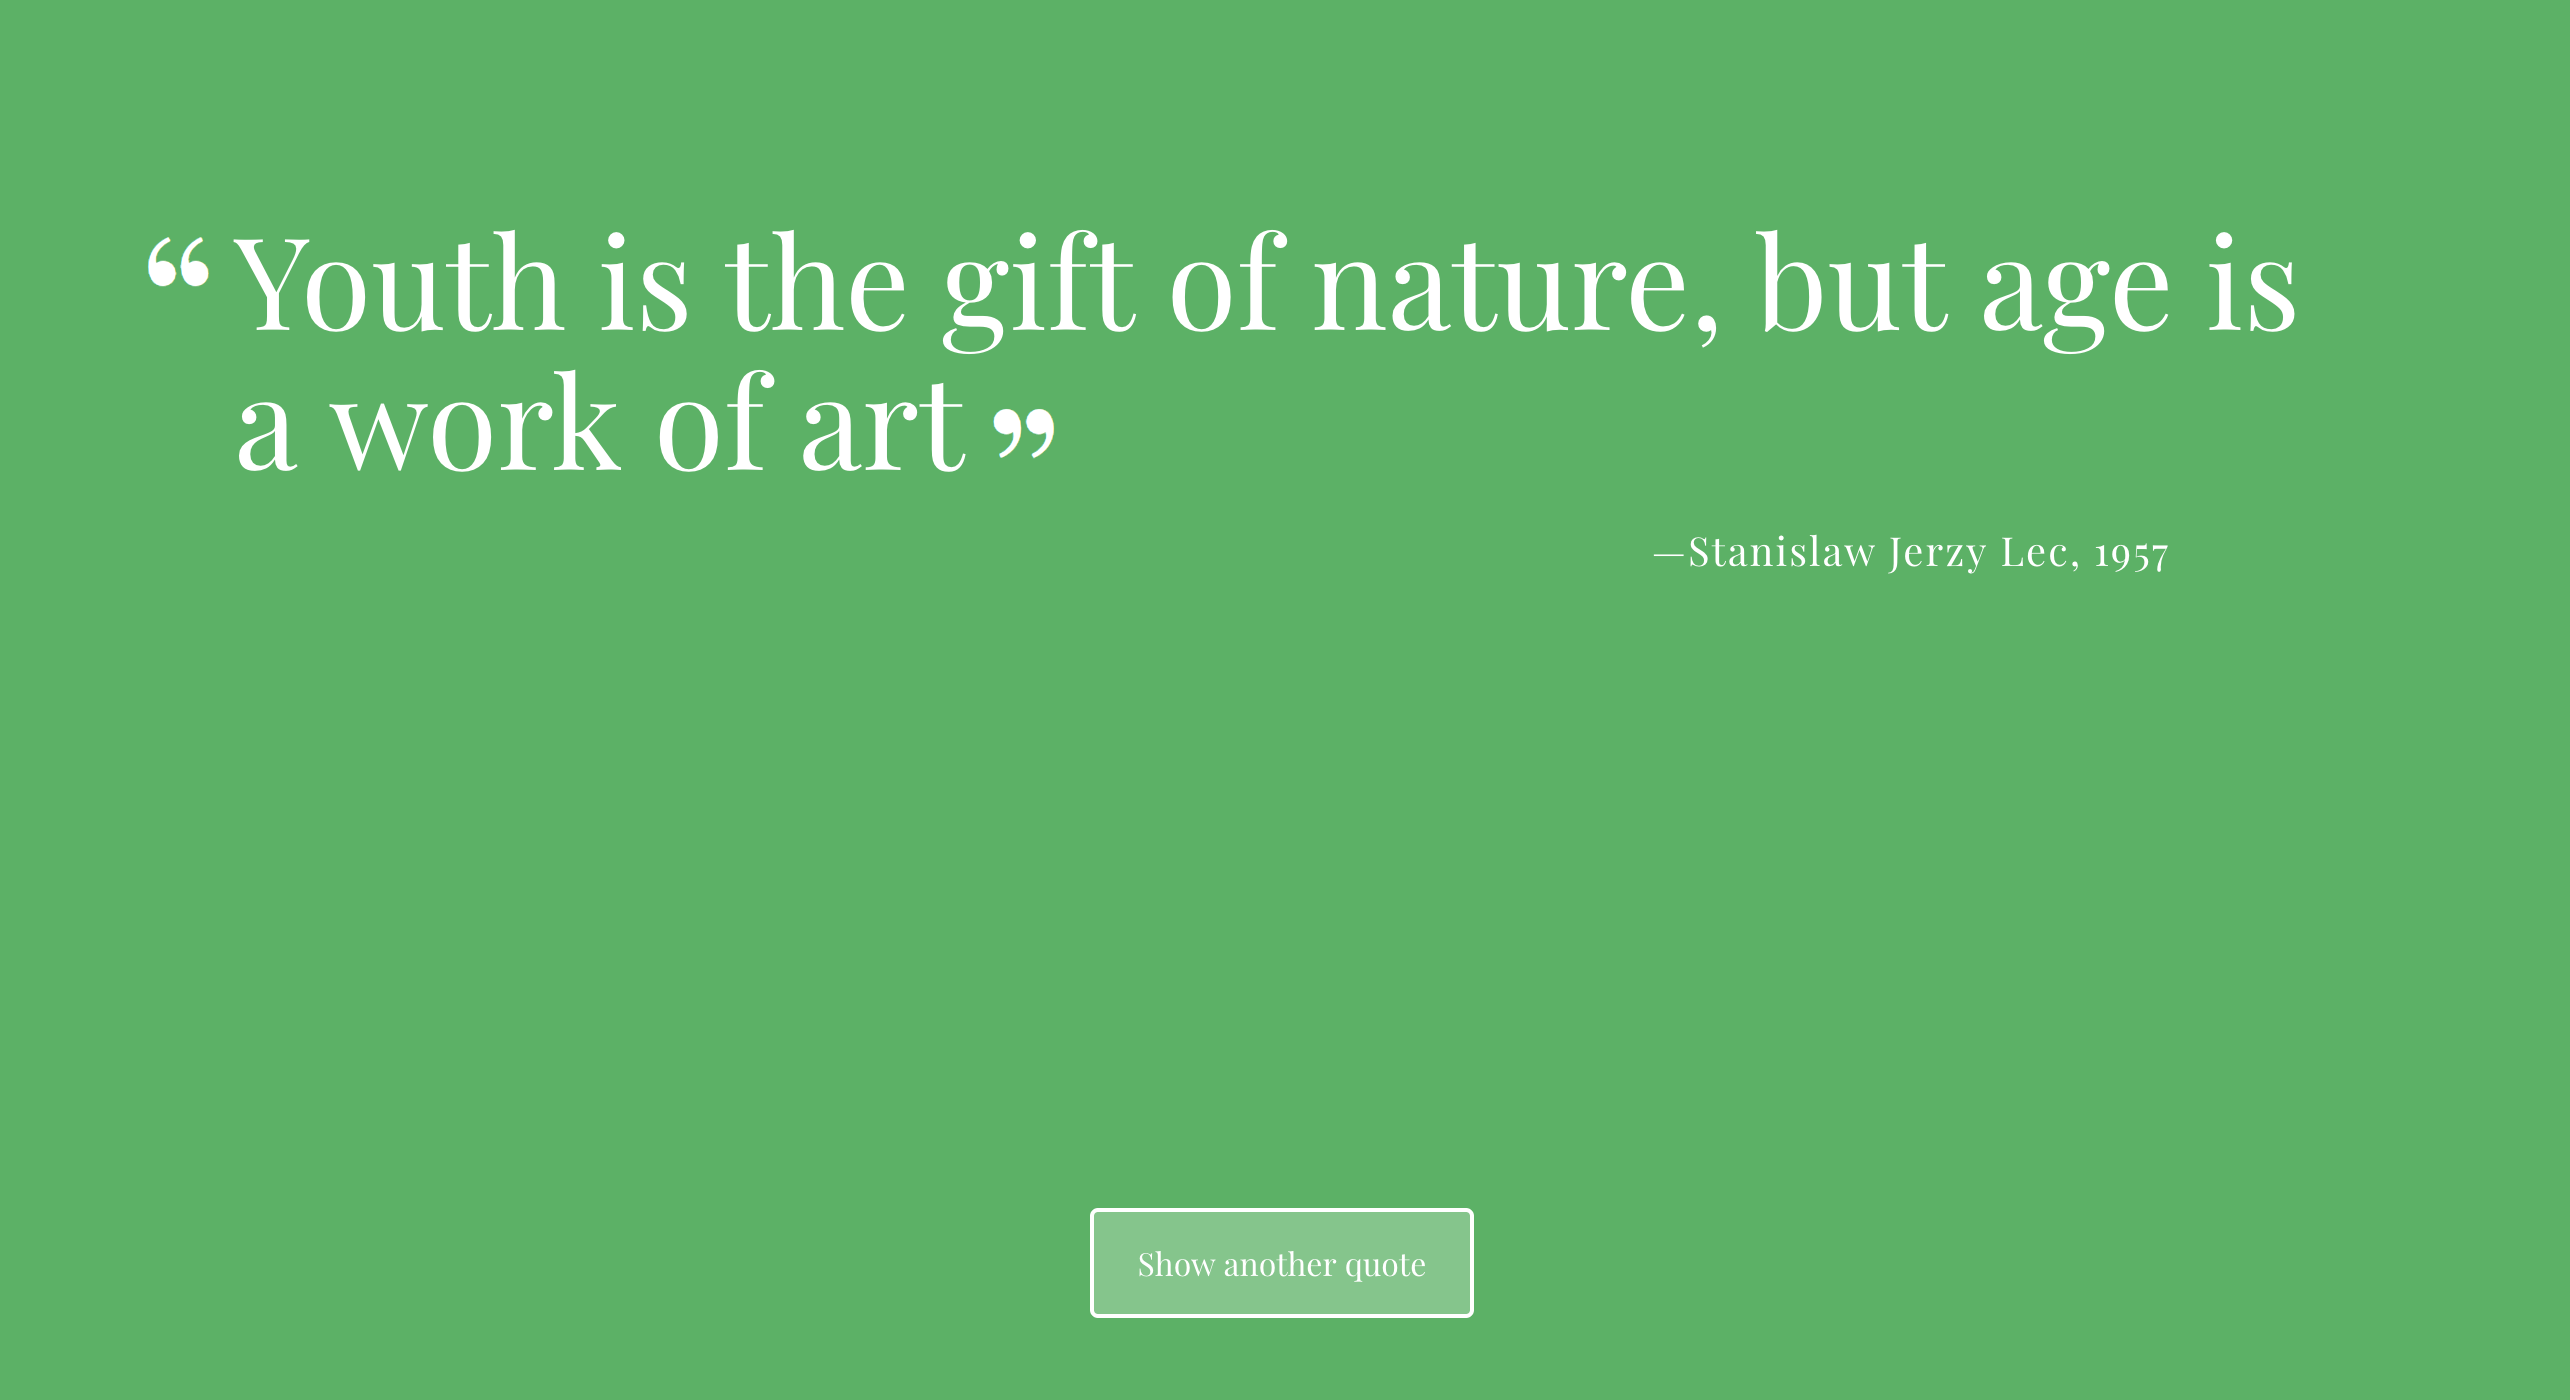 “Youth is the gift of nature, but age is
a work of art”
—Stanislaw Jerzy Lec, 1957
Show another quote